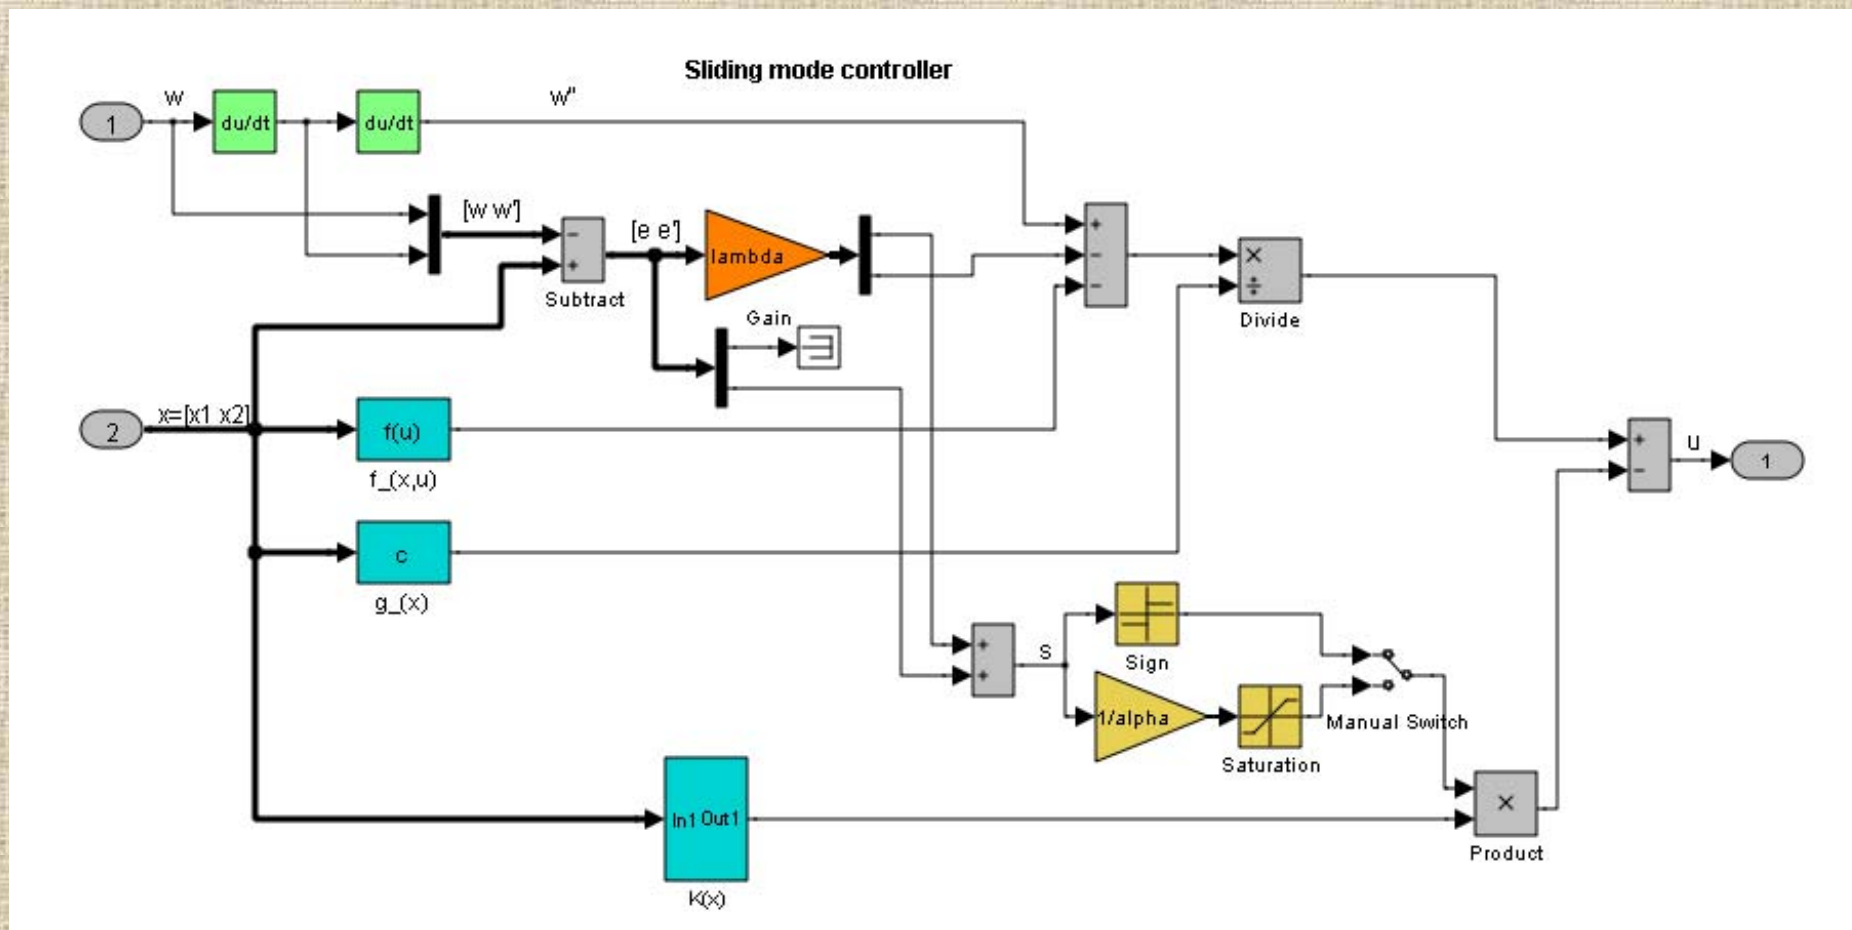 Sliding mode controller
w
w"
1
du/dt
du/dt
[w w']
−
+
Subtract
[e e']
lambda
Gain
+
−
−
×
÷
Divide
2
x=[x1 x2]
f(u)
f_(x,u)
c
g_(x)
+
−
u
1
+
+
s
Sign
1/alpha
Saturation
Manual Switch
In1 Out1
K(x)
×
Product